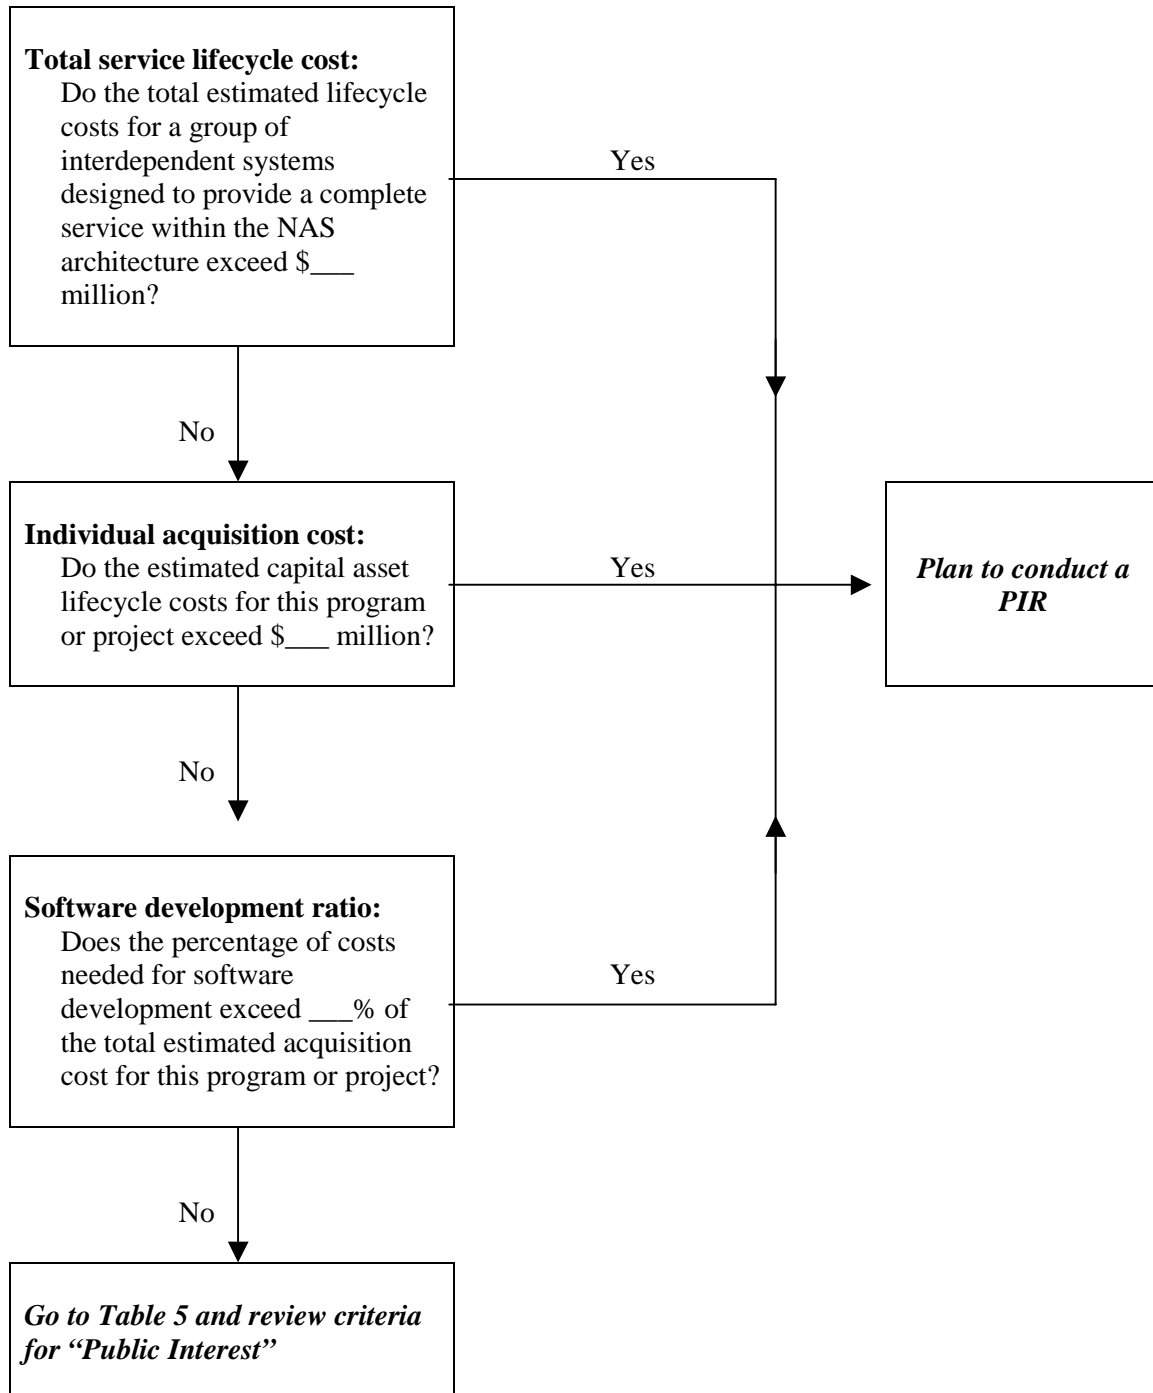 Total service lifecycle cost:
Do the total estimated lifecycle
costs for a group of
interdependent systems
designed to provide a complete
service within the NAS
architecture exceed $___
million?
Yes
No
Individual acquisition cost:
Do the estimated capital asset
lifecycle costs for this program
or project exceed $___ million?
Yes
Plan to conduct a
PIR
No
Software development ratio:
Does the percentage of costs
needed for software
development exceed ___% of
the total estimated acquisition
cost for this program or project?
Yes
No
Go to Table 5 and review criteria
for “Public Interest”